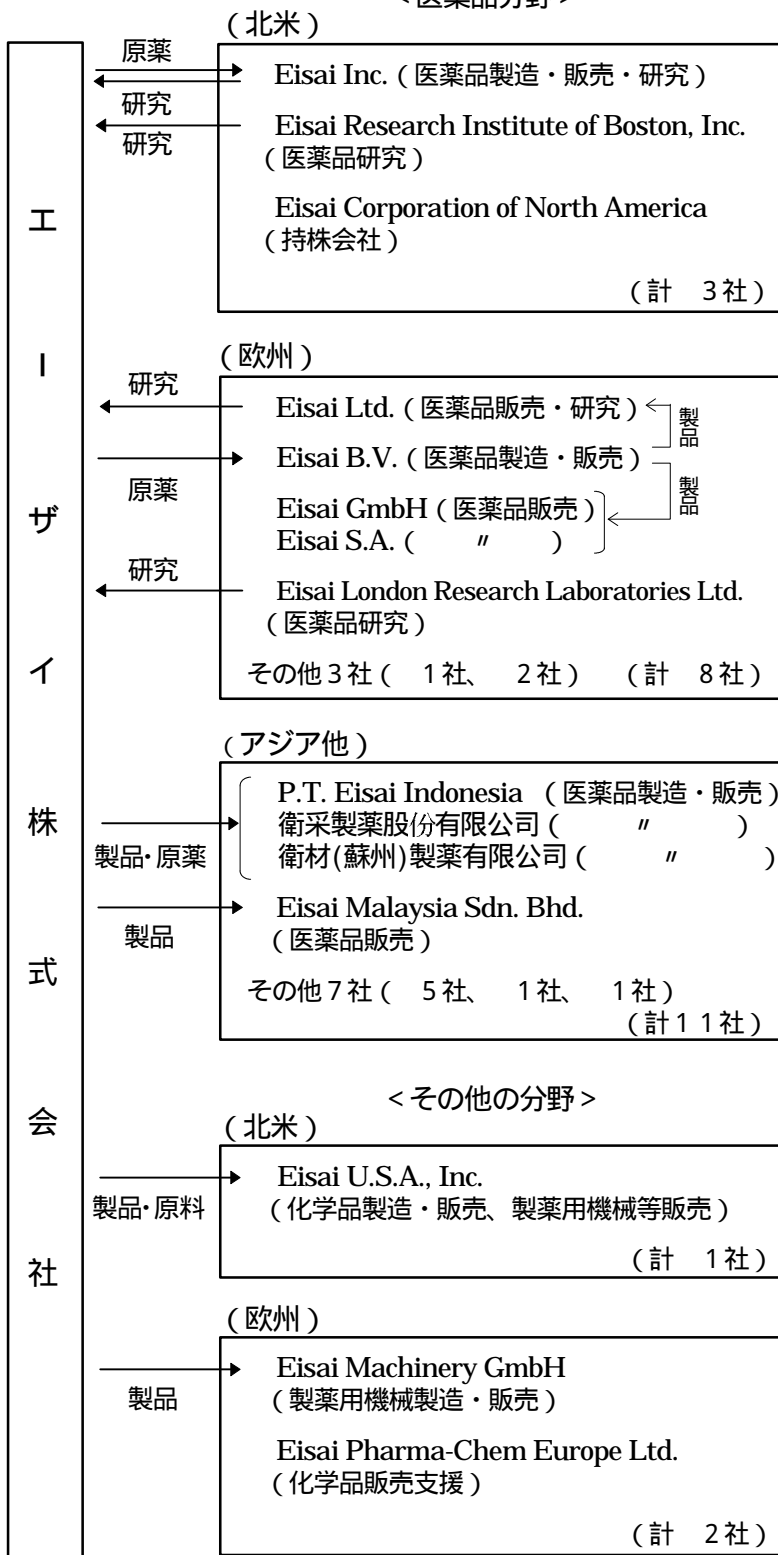 <医薬品分野>
(北米)
原薬
Eisai Inc. (医薬品製造・販売・研究)
研究
研究
Eisai Research Institute of Boston, Inc.
(医薬品研究)
Eisai Corporation of North America
(持株会社)
(計 3社)
エーザイ株式会社
(欧州)
研究
Eisai Ltd. (医薬品販売・研究)
製品
Eisai B.V. (医薬品製造・販売)
原薬
製品
Eisai GmbH (医薬品販売)
Eisai S.A. ( 〃 )
研究
Eisai London Research Laboratories Ltd.
(医薬品研究)
その他3社( 1社、 2社) (計 8社)
(アジア他)
P.T. Eisai Indonesia (医薬品製造・販売)
衛采製薬股份有限公司( 〃 )
製品・原薬
衛材(蘇州)製薬有限公司( 〃 )
Eisai Malaysia Sdn. Bhd.
製品
(医薬品販売)
その他7社( 5社、 1社、 1社)
(計11社)
<その他の分野>
(北米)
Eisai U.S.A., Inc.
製品・原料
(化学品製造・販売、製薬用機械等販売)
(計 1社)
(欧州)
Eisai Machinery GmbH
製品
(製薬用機械製造・販売)
Eisai Pharma-Chem Europe Ltd.
(化学品販売支援)
(計 2社)